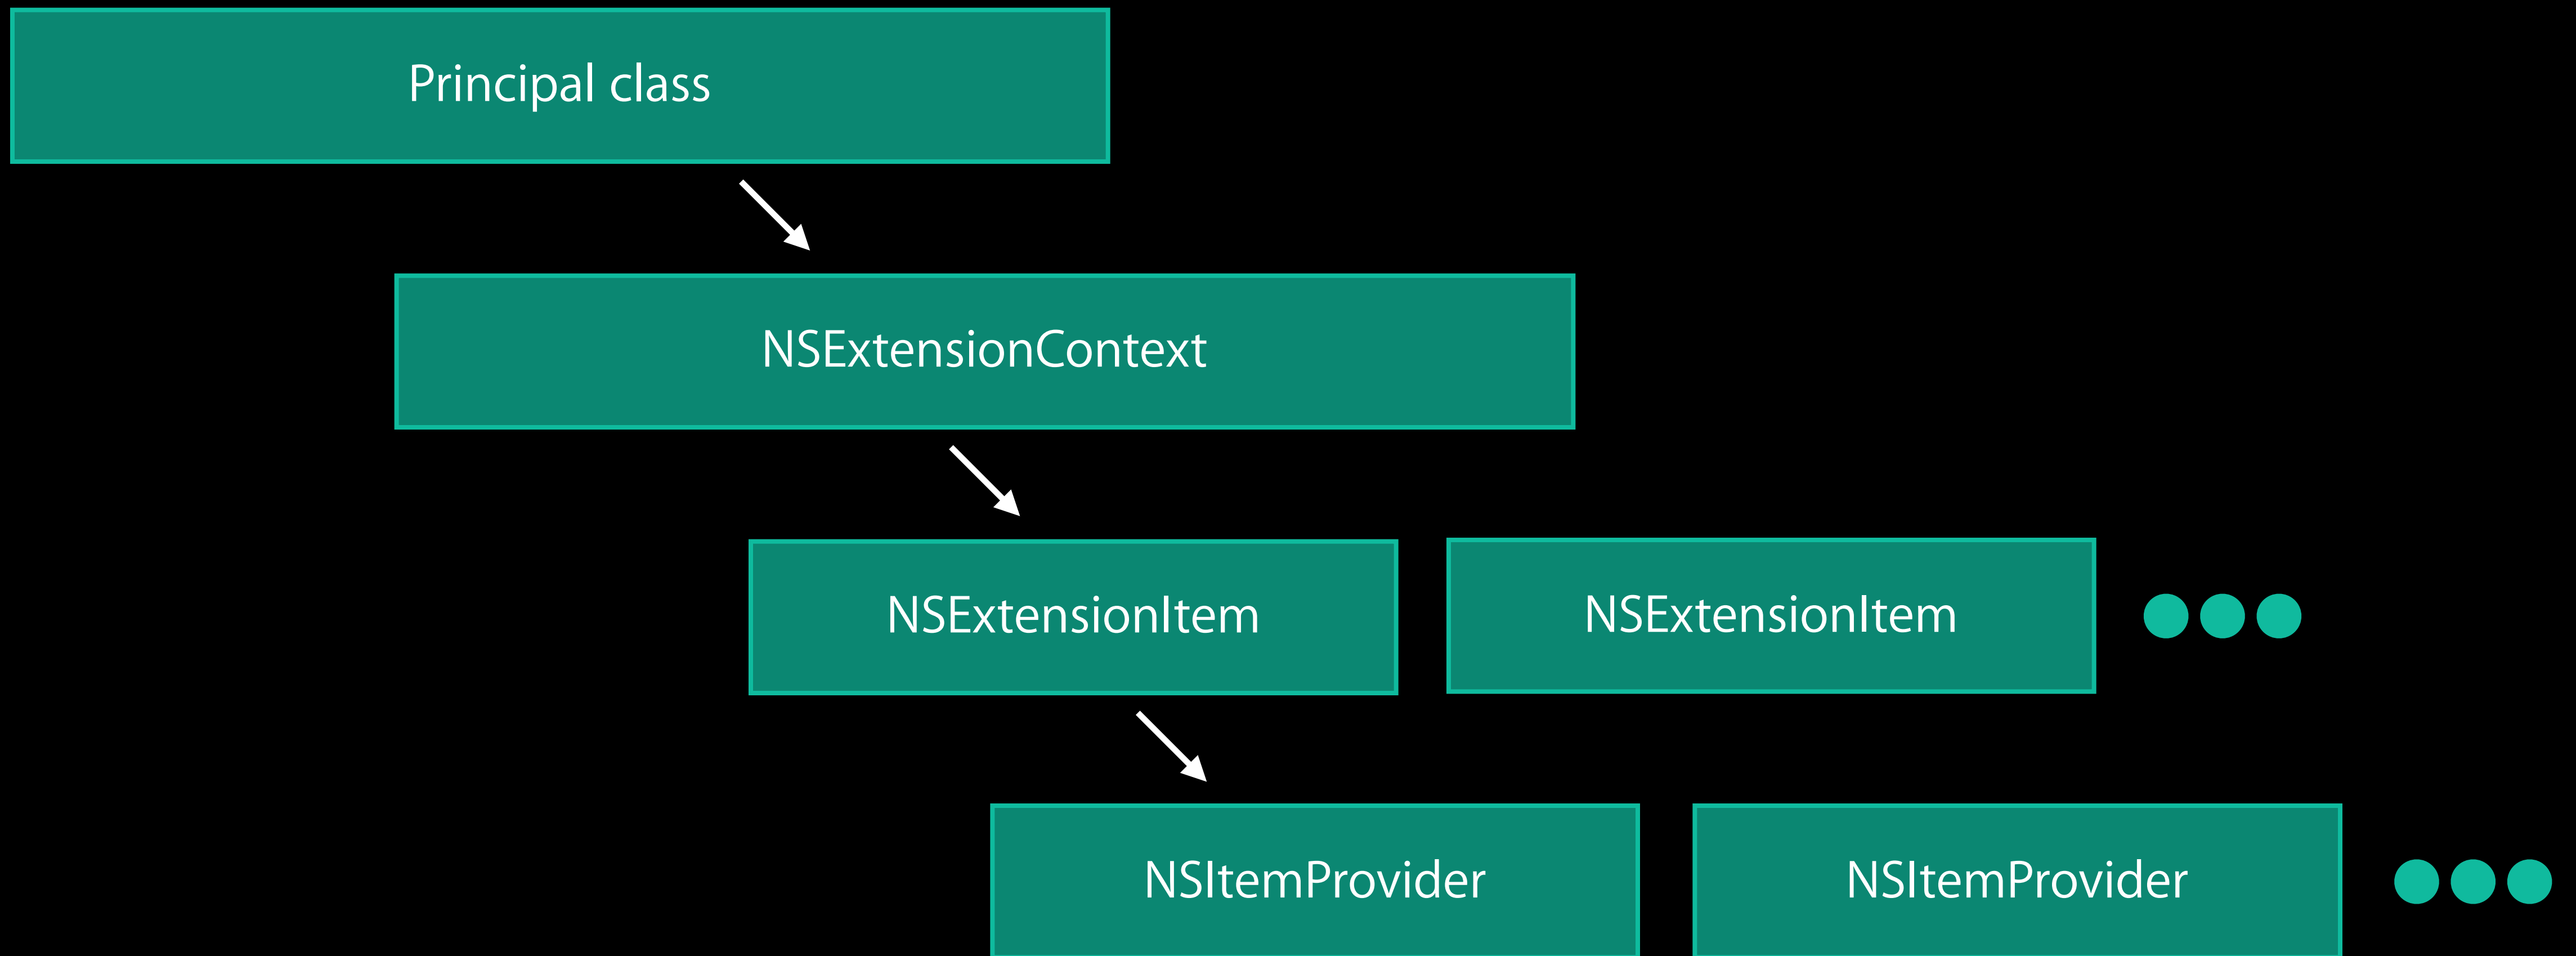 Principal class
NSExtensionContext
NSExtensionItem
NSExtensionItem
NSItemProvider
NSItemProvider